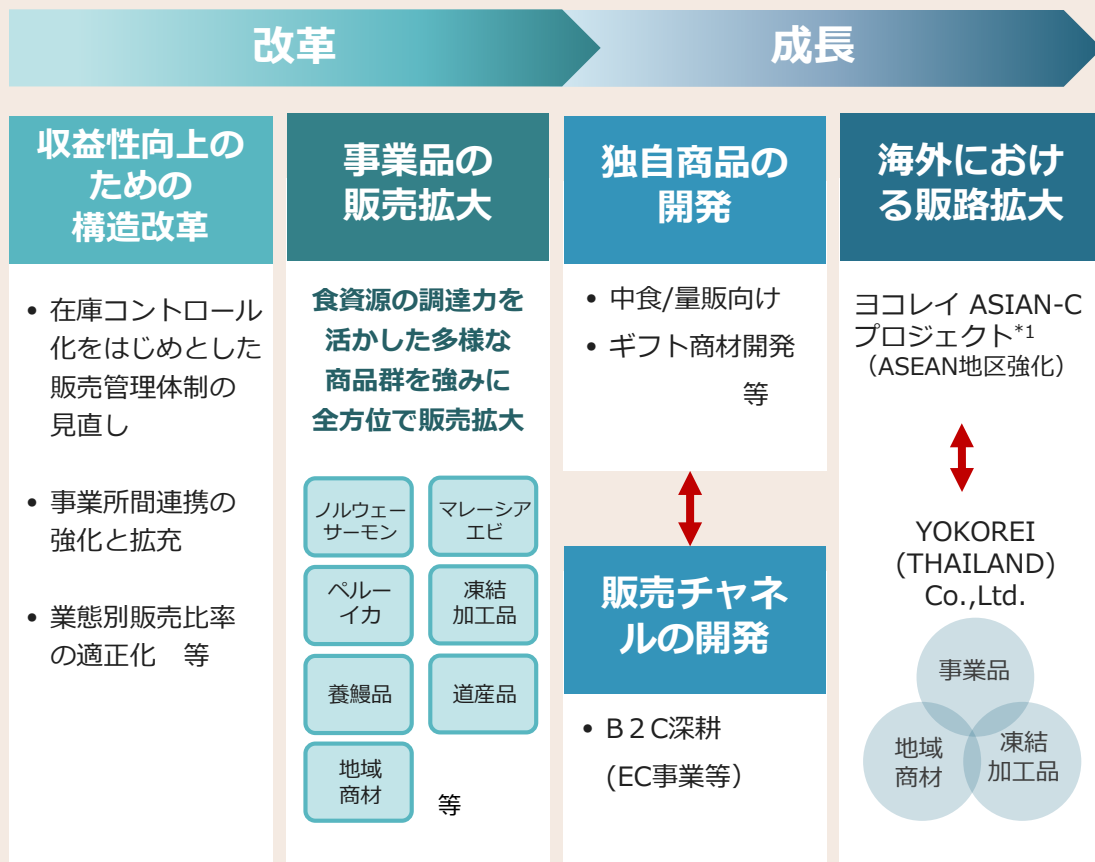 改革
成長
収益性向上の
ための
構造改革
• 在庫コントロール
化をはじめとした
販売管理体制の
見直し
• 事業所間連携の
強化と拡充
• 業態別販売比率
の適正化　等
事業品の
販売拡大
食資源の調達力を
活かした多様な
商品群を強みに
全方位で販売拡大
ノルウェー
サーモン
マレーシア
エビ
ペルー
イカ
凍結
加工品
養鰻品
道産品
地域
商材
等
独自商品の
開発
• 中食/量販向け
• ギフト商材開発
等
販売チャネ
ルの開発
• B２C深耕
(EC事業等）
海外におけ
る販路拡大
ヨコレイ ASIAN-C
プロジェクト*1
（ASEAN地区強化）
YOKOREI
(THAILAND)
Co.,Ltd.
事業品
地域
商材
凍結
加工品